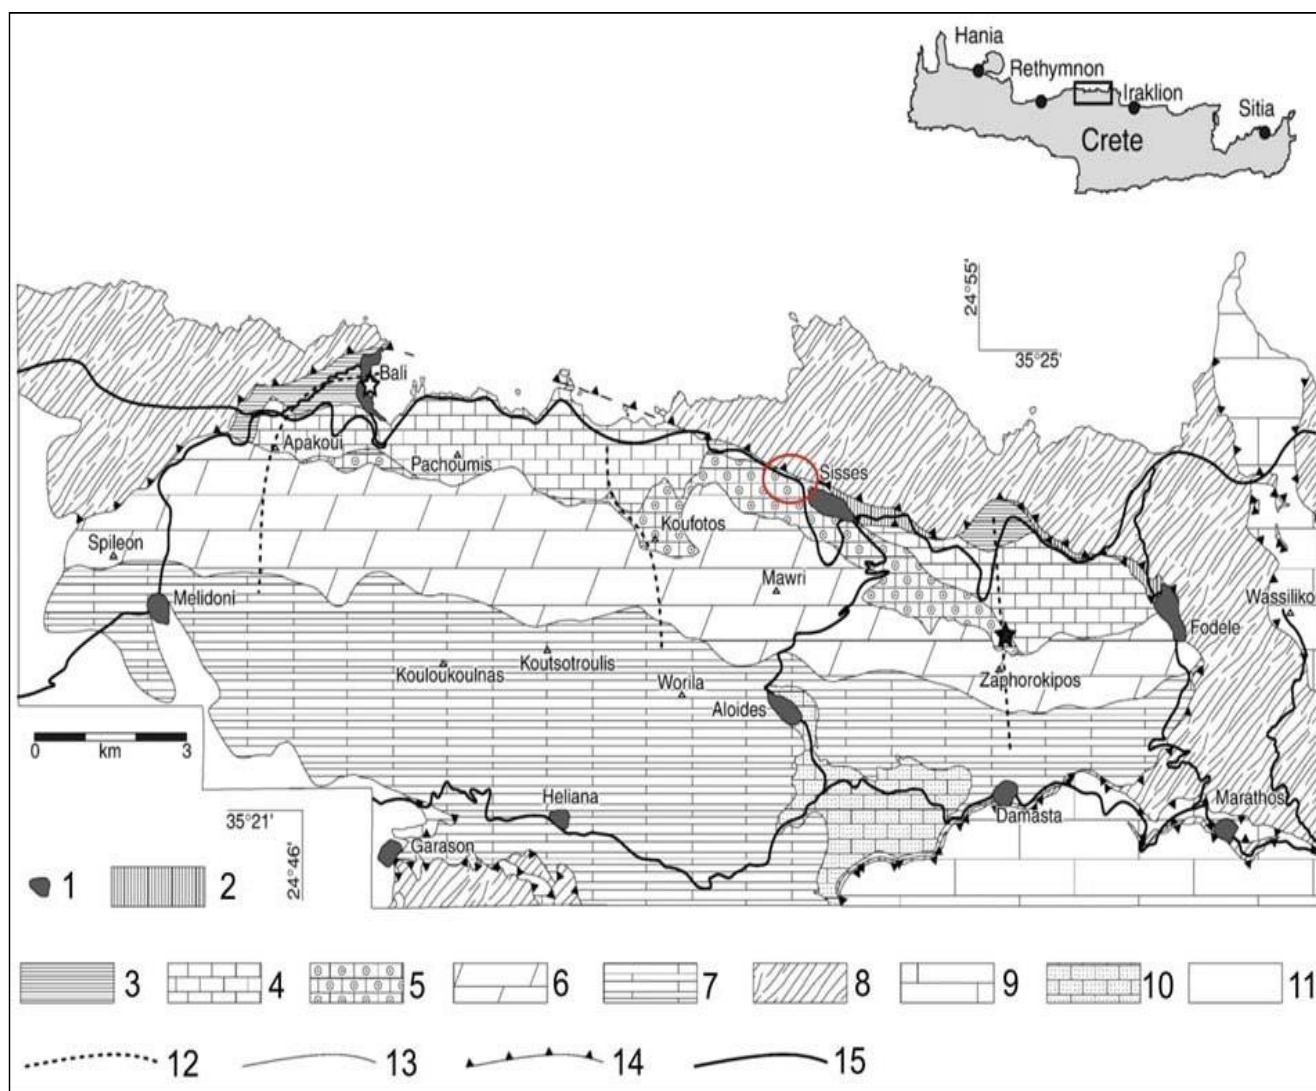 Hania
Rethymnon
Iraklion
Sitia
Crete
24°55'
35°25'
Bali
Apakoui
Pachoumis
Sisses
Koufotos
Spileon
Mawri
Melidoni
Wassiliko
Fodele
Koutsotroulis
Kouloukoulnas
Worila
Zaphorokipos
Aloides
0 km 3
Heliana
Damasta
Marathos
35°21'
24°46'
Garason
1 2
3 4 5 6 7 8 9 10 11
12 13 14 15